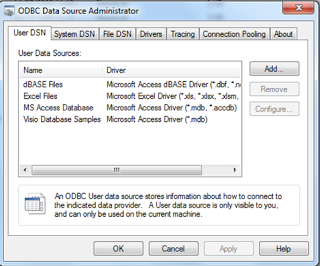 ODBC Data Source Administrator
User DSN System DSN File DSN Drivers Tracing Connection Pooling About
User Data Sources:
Name Driver
Add...
dBASE Files Microsoft Access dBASE Driver (*.dbf, *.n
Excel Files Microsoft Excel Driver (*.xls, *.xlsx, *.xlsm,
Remove
MS Access Database Microsoft Access Driver (*.mdb, *.accdb)
Configure...
Visio Database Samples Microsoft Access Driver (*.mdb)
An ODBC User data source stores information about how to connect to
the indicated data provider. A User data source is only visible to you,
and can only be used on the current machine.
OK Cancel Apply Help